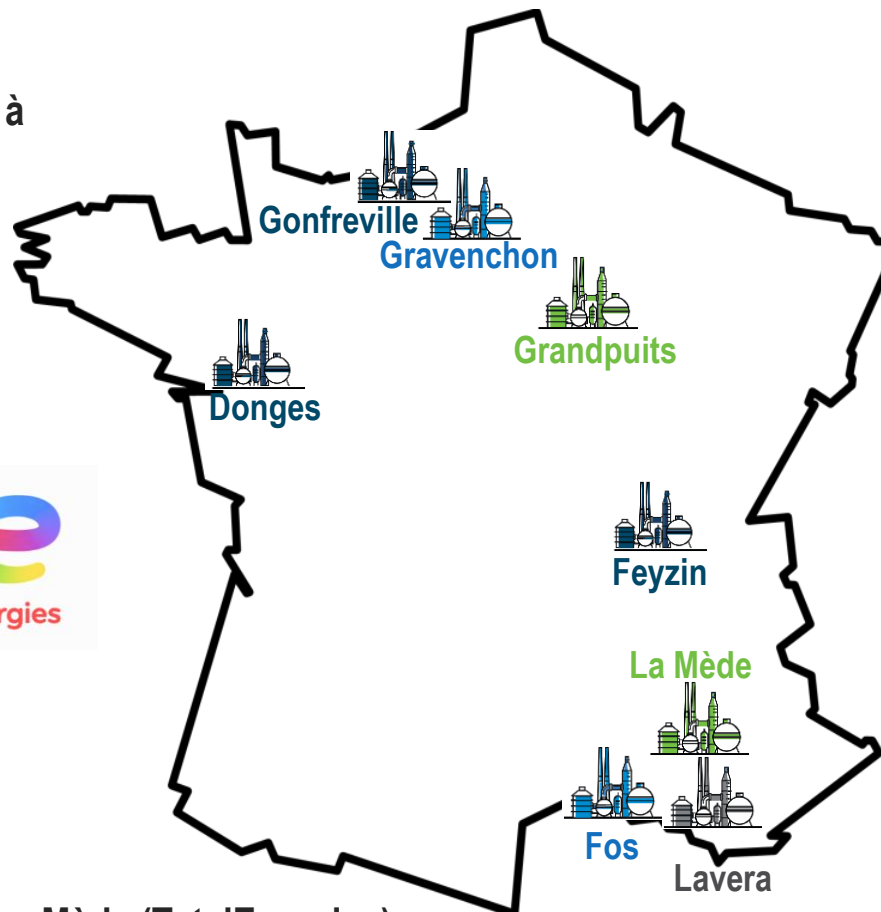 à
Gonfreville
Gravenchon
Grandpuits
Donges
rgies
Feyzin
La Mède
Fos
Lavera